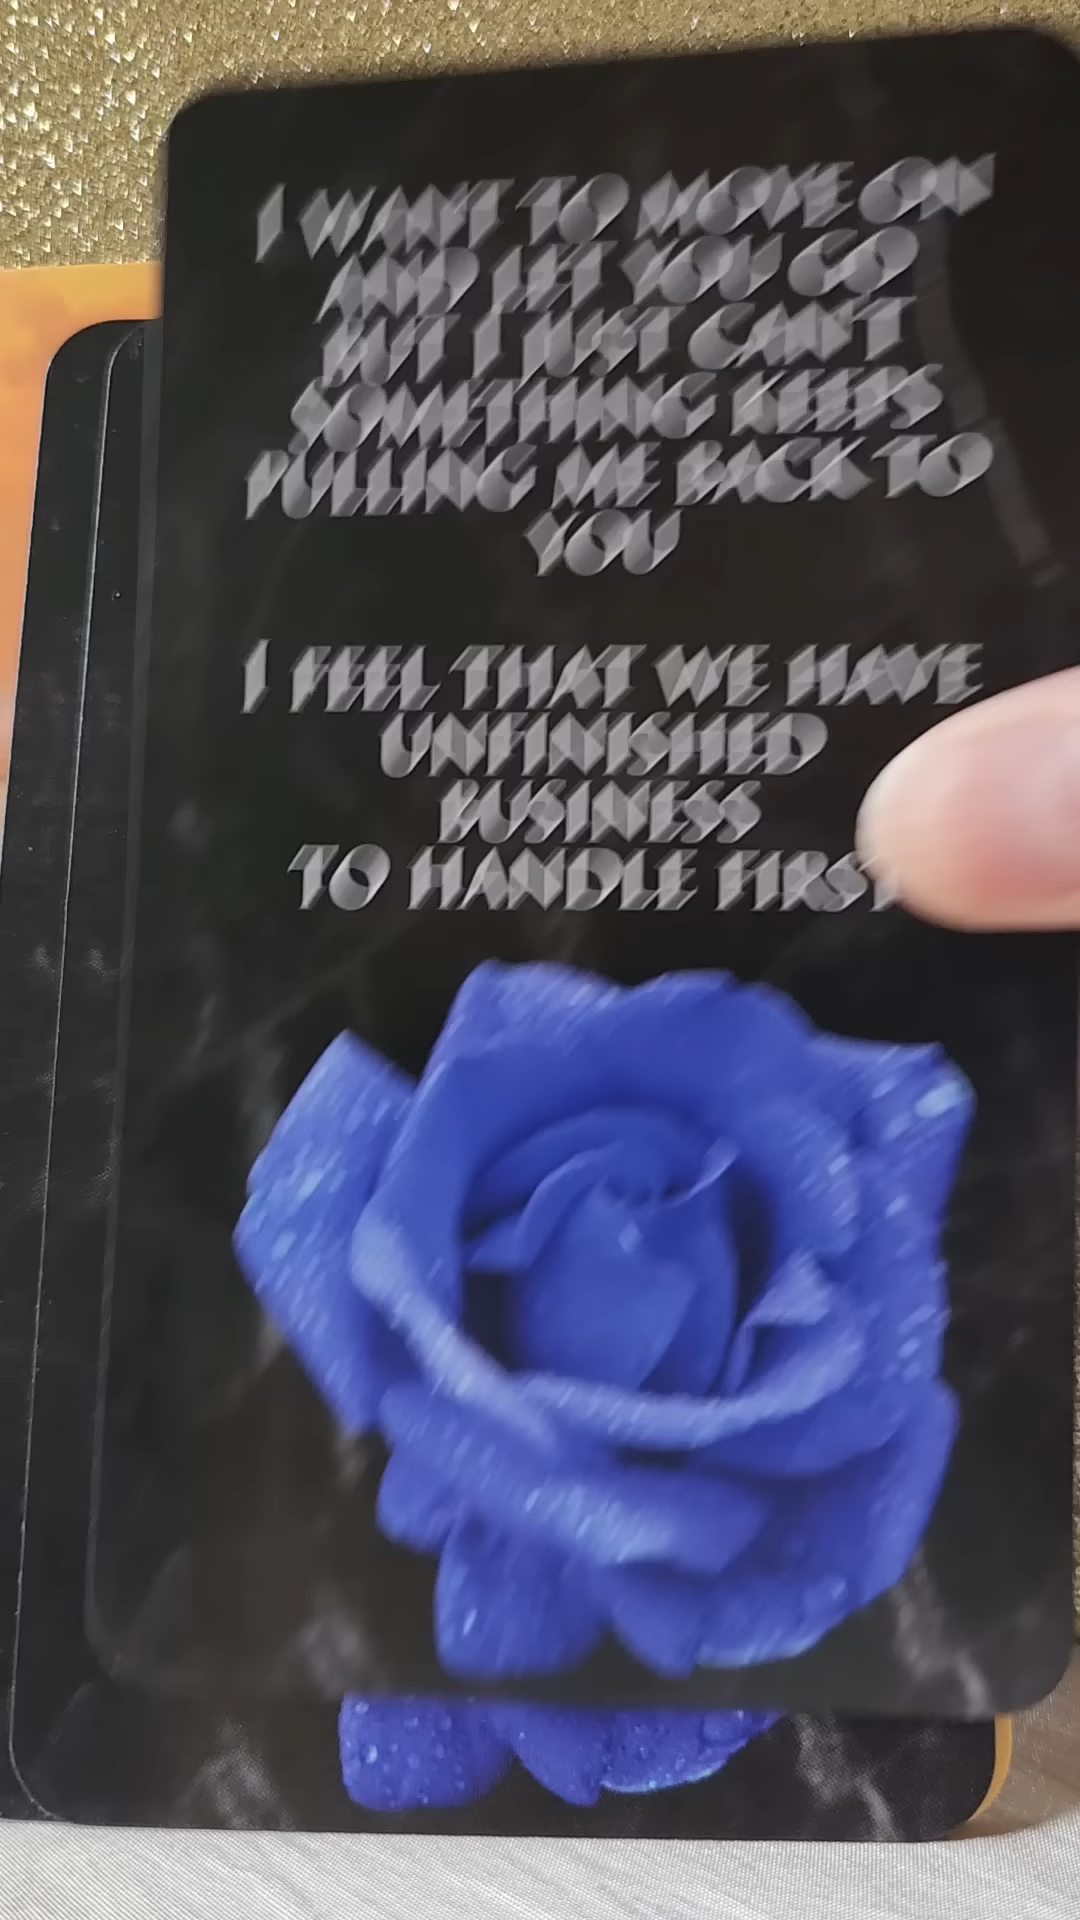 I WANT TO MOVE ON
AND LET YOU GO
BUT I JUST CAN'T
SOMETHING KEEPS
PULLING ME BACK TO
YOU
I FEEL THAT WE HAVE
UNFINISHED
BUSINESS
TO HANDLE FIRST